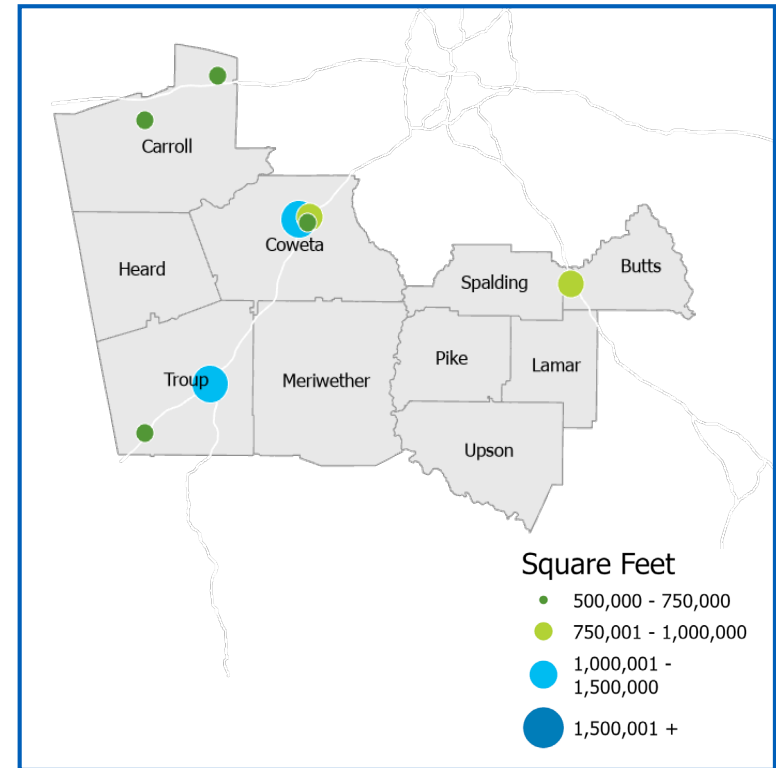 Carroll
Coweta
Heard
Butts
Spalding
Pike
Lamar
Troup
Meriwether
Upson
Square Feet
500,000 - 750,000
750,001 - 1,000,000
1,000,001 -
1,500,000
1,500,001 +